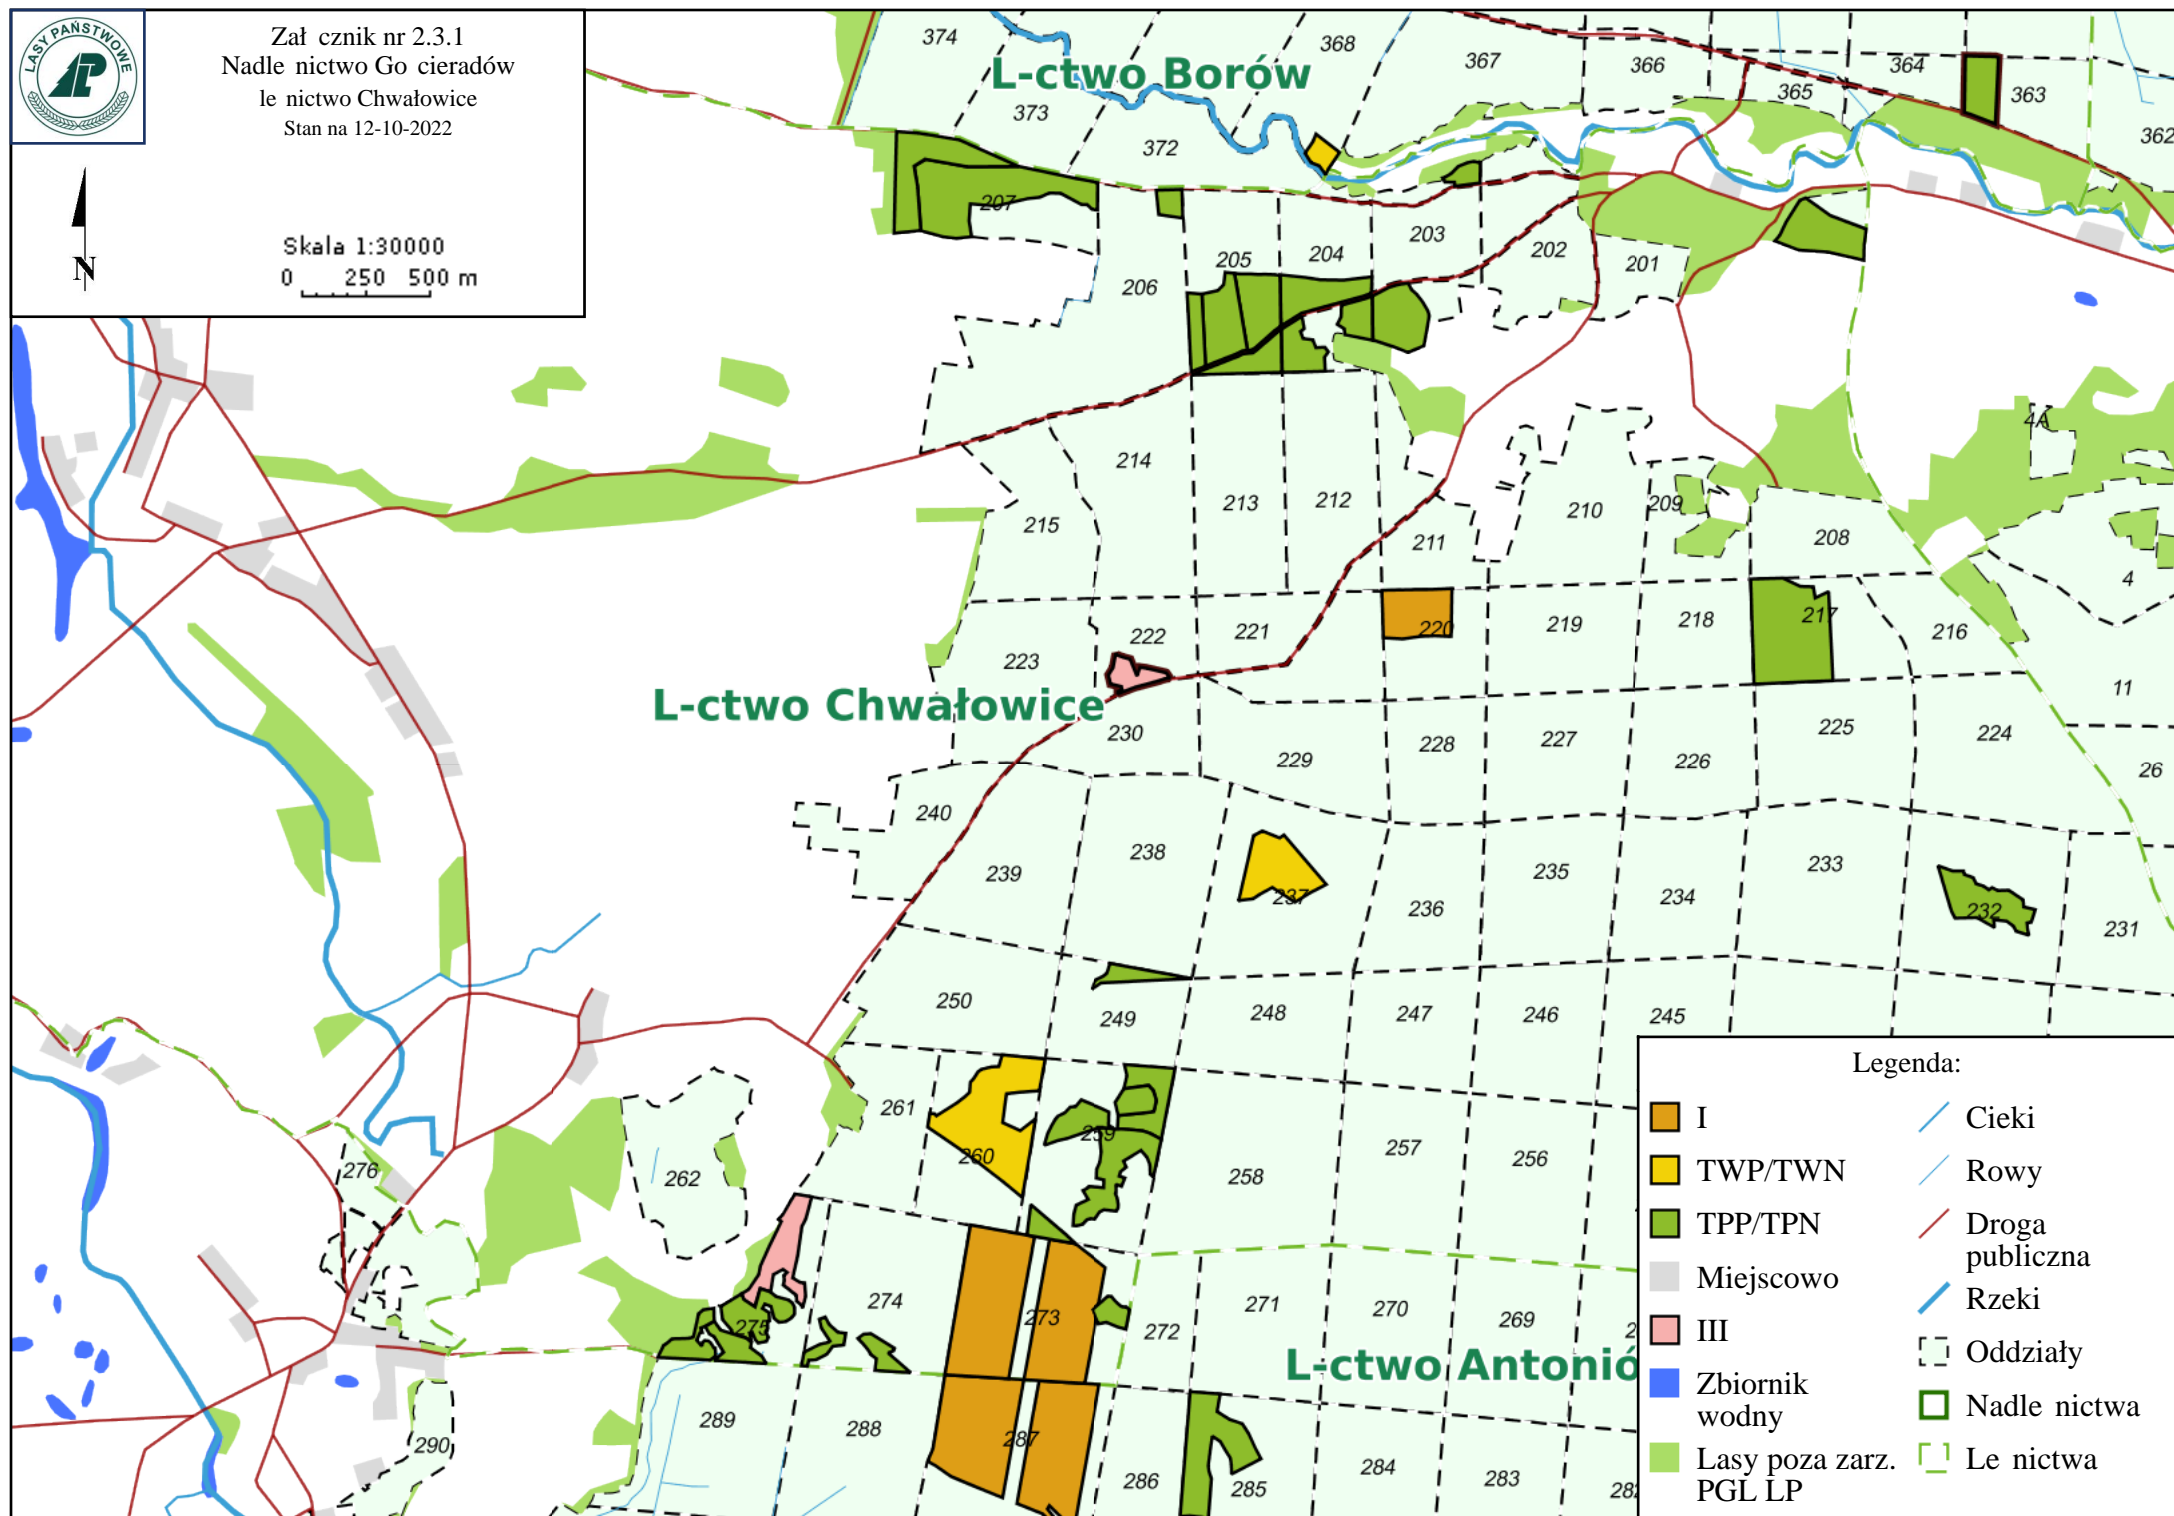 LASY PAŃSTWOWE
LP
Zał cznik nr 2.3.1
Nadle nictwo Go cieradów
le nictwo Chwałowice
Stan na 12-10-2022
N
Skala 1:30000
0 250 500 m
374
368
367
366
364
365
363
362
L-ctwo Borów
373
372
207
203
202
201
204
205
206
4A
214
215
213
212
211
210
209
208
4
223
222
221
220
219
218
217
216
11
L-ctwo Chwałowice
230
229
228
227
226
225
224
26
240
239
238
237
236
235
234
233
232
231
250
249
248
247
246
245
261
260
259
258
257
256
276
262
275
274
273
272
271
270
269
2
L-ctwo Antonió
290
289
288
287
286
285
284
283
282
Legenda:
I
TWP/TWN
TPP/TPN
Miejscowo
III
Zbiornik
wodny
Lasy poza zarz.
PGL LP
Cieki
Rowy
Droga
publiczna
Rzeki
Oddziały
Nadle nictwa
Le nictwa